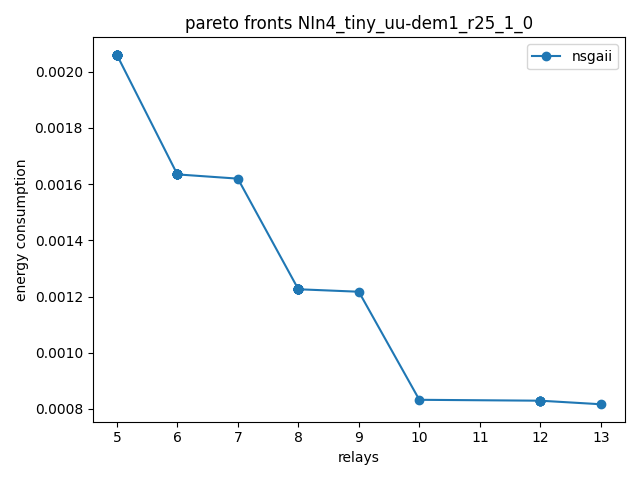 pareto fronts NIn4_tiny_uu-dem1_r25_1_0
nsgaii
0.0020
0.0018
0.0016
0.0014
0.0012
0.0010
0.0008
energy consumption
5 6 7 8 9 10 11 12 13
relays